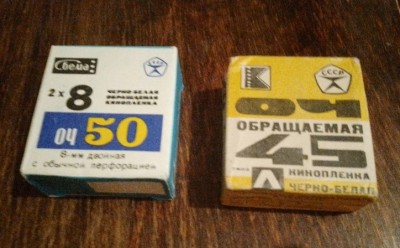 Свема
2 x 8
ЧЕРНО-БЕЛАЯ
ОБРАЩАЕМАЯ
КИНОПЛЕНКА
ОЧ 50
8-мм двойная
с обычной перфорацией
СССР
ОЧ
ОБРАЩАЕМАЯ
45
КИНОПЛЕНКА
ЧЕРНО-БЕЛАЯ